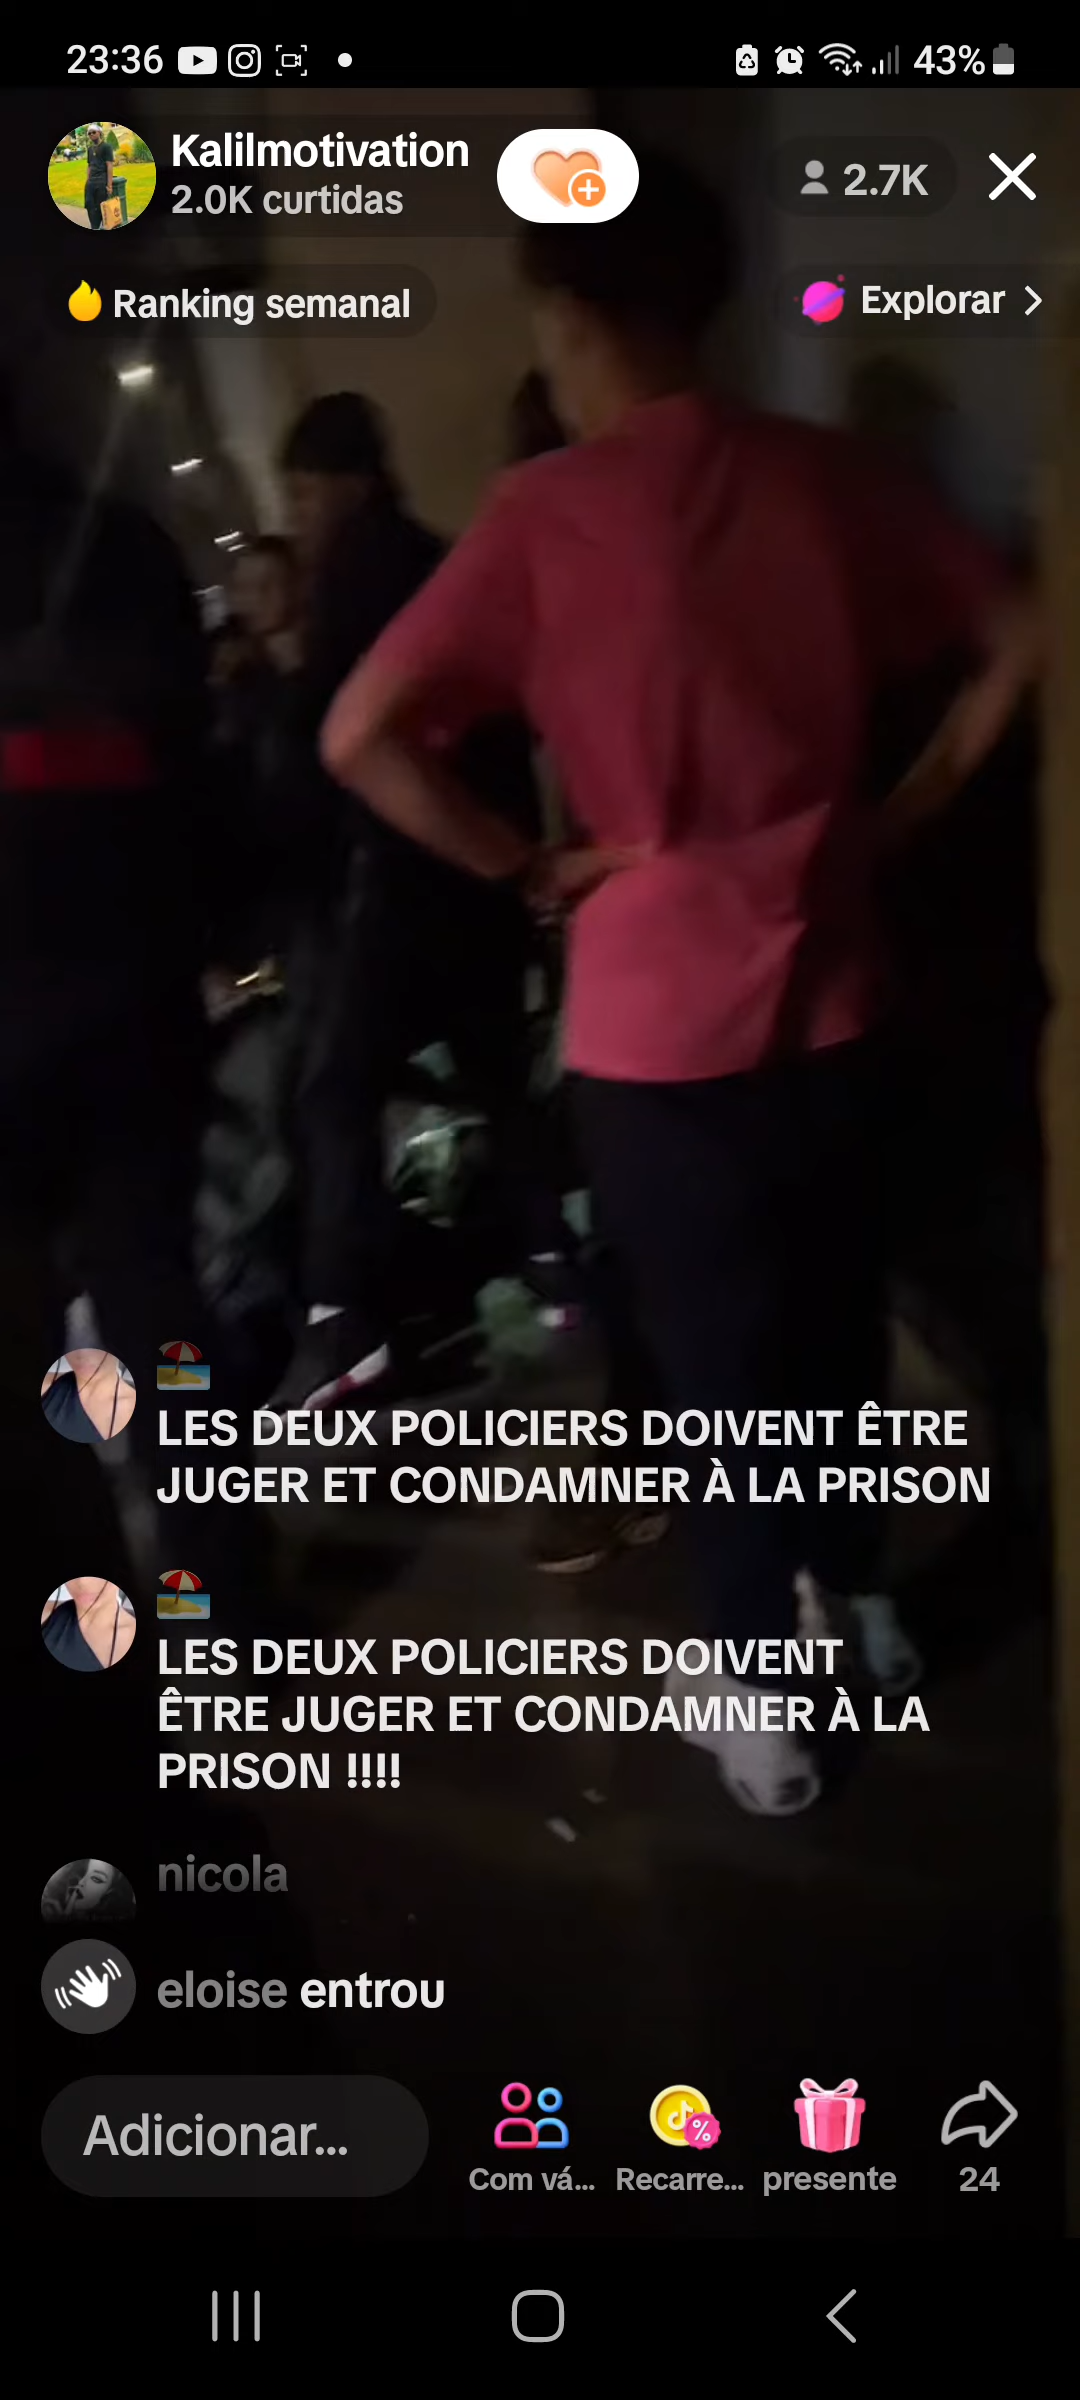 23:36
43%
Kalilmotivation
2.0K curtidas
2.7K
Ranking semanal
Explorar
LES DEUX POLICIERS DOIVENT ÊTRE
JUGER ET CONDAMNER À LA PRISON
LES DEUX POLICIERS DOIVENT
ÊTRE JUGER ET CONDAMNER À LA
PRISON !!!!
nicola
eloise entrou
Adicionar...
Com vá...
Recarre...
presente
24